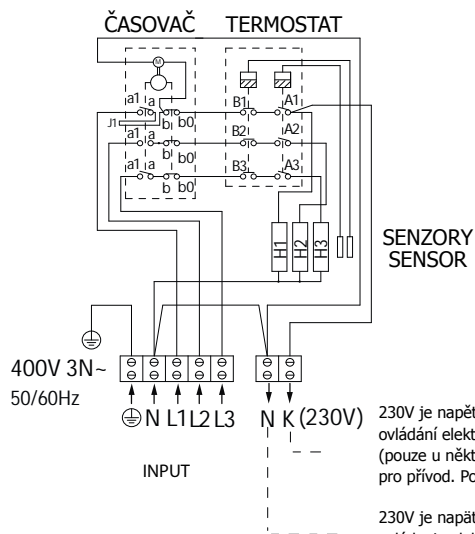 ČASOVAČ TERMOSTAT
M
a1 a B1 A1
J1 b b0
a1 a B2 A2
b b0
a1 a B3 A3
b b0
H1 H2 H3
SENZORY
SENSOR
400V 3N~
50/60Hz
N L1 L2 L3 N K (230V)
INPUT
230V je napět
ovládání elekt
(pouze u někt
pro přívod. Po
230V je napät